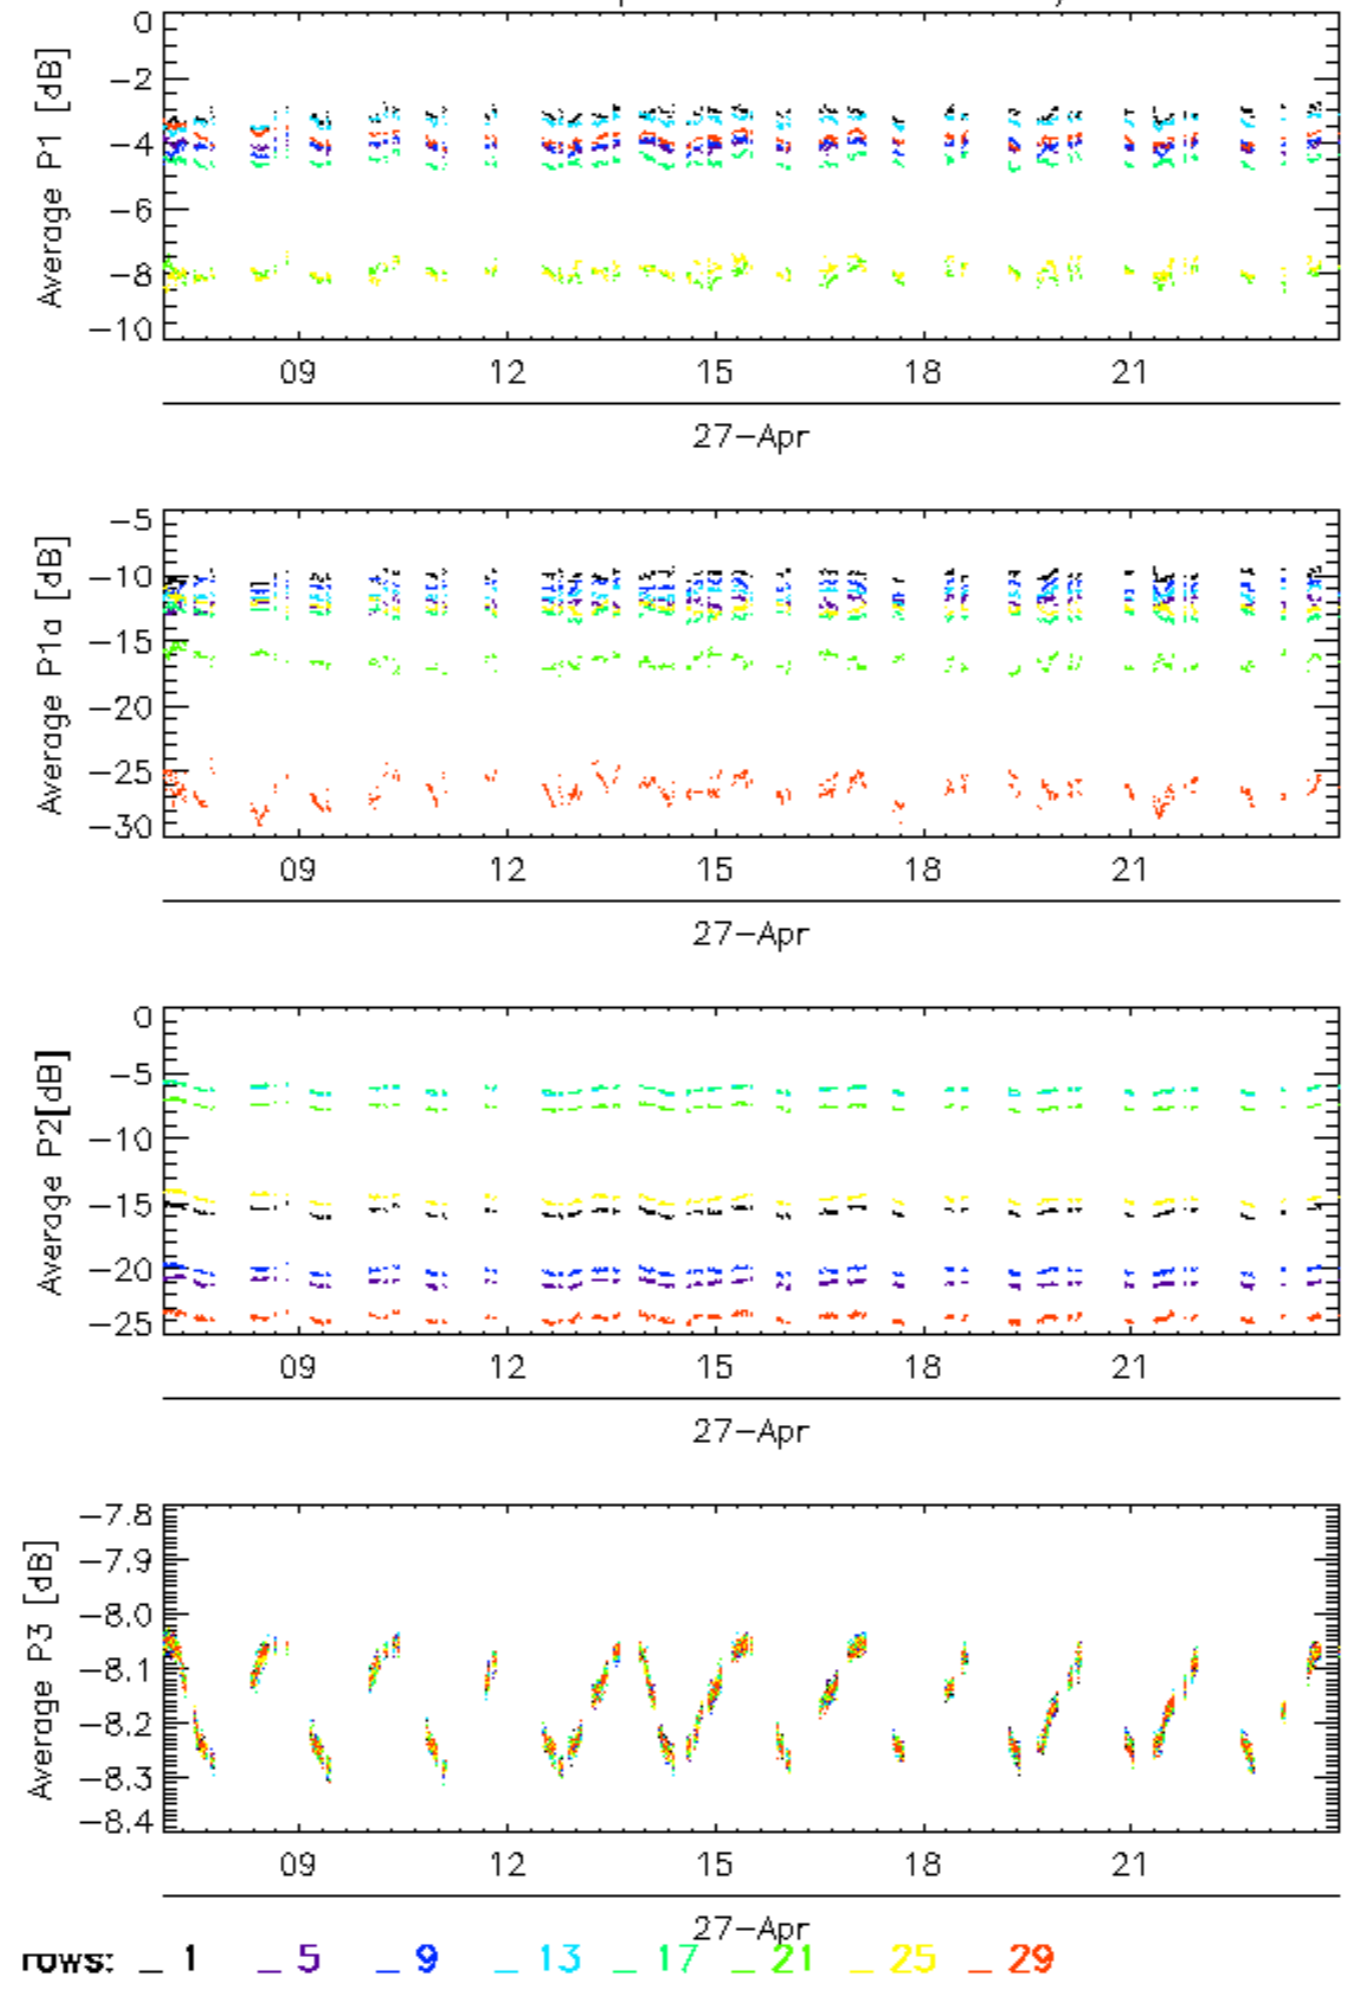 0
−2
−4
−6
−8
−10
Average P1 [dB]
09 12 15 18 21
27−Apr
−5
−10
−15
−20
−25
−30
Average P1a [dB]
09 12 15 18 21
27−Apr
0
−5
−10
−15
−20
−25
Average P2[dB]
09 12 15 18 21
27−Apr
−7.8
−7.9
−8.0
−8.1
−8.2
−8.3
−8.4
Average P3 [dB]
09 12 15 18 21
27−Apr
rows: _ 1 _ 5 _ 9 _ 13 _ 17 _ 21 _ 25 _ 29